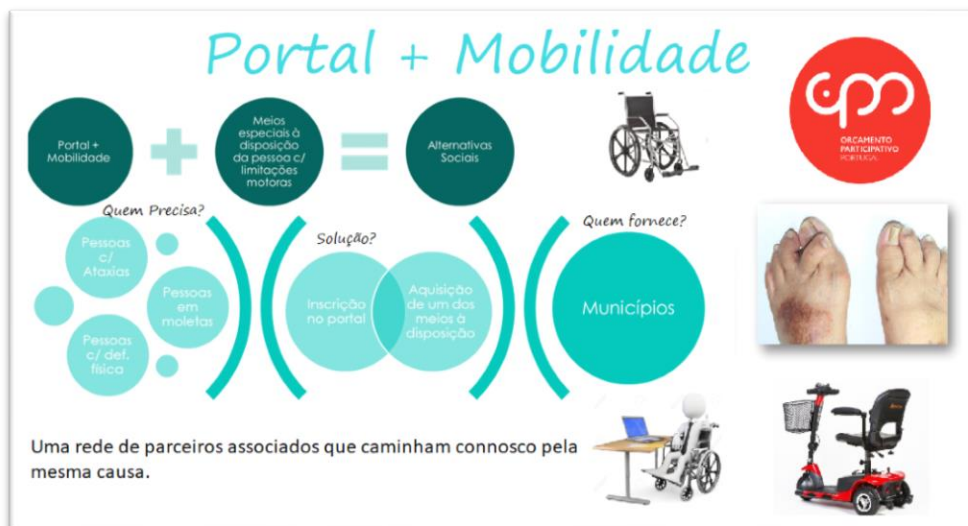 Portal + Mobilidade
Portal +
Mobilidade
Meios
especiais à
disposição
da pessoa c/
limitações
motoras
Alternativas
Sociais
ORÇAMENTO
PARTICIPATIVO
PORTUGAL
Quem Precisa?
Pessoas
c/
Ataxias
Pessoas
em
moletas
Pessoas
c/ def.
física
Solução?
Inscrição
no portal
Aquisição
de um dos
meios à
disposição
Quem fornece?
Municípios
Uma rede de parceiros associados que caminham connosco pela
mesma causa.